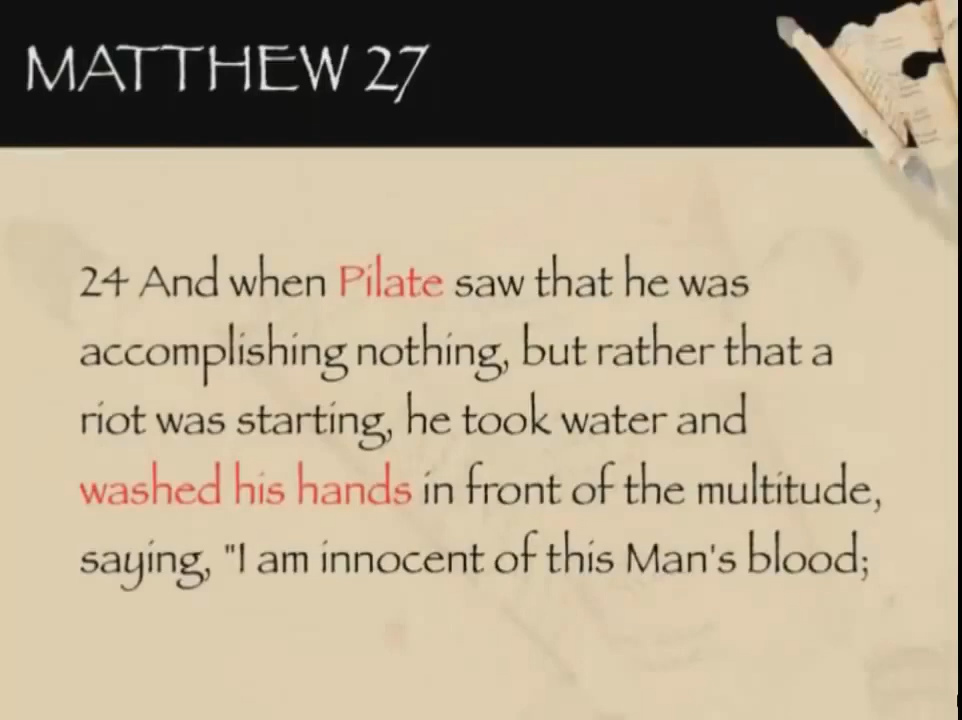 MATTHEW 27
24 And when Pilate saw that he was
accomplishing nothing, but rather that a
riot was starting, he took water and
washed his hands in front of the multitude,
saying, "I am innocent of this Man's blood;